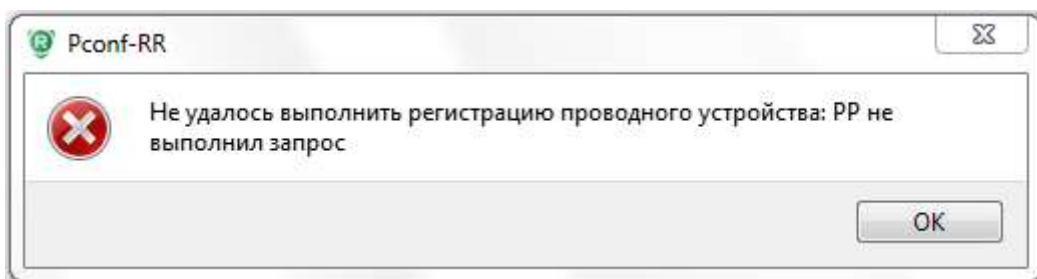 Pconf-RR
Не удалось выполнить регистрацию проводного устройства: РР не
выполнил запрос
OK